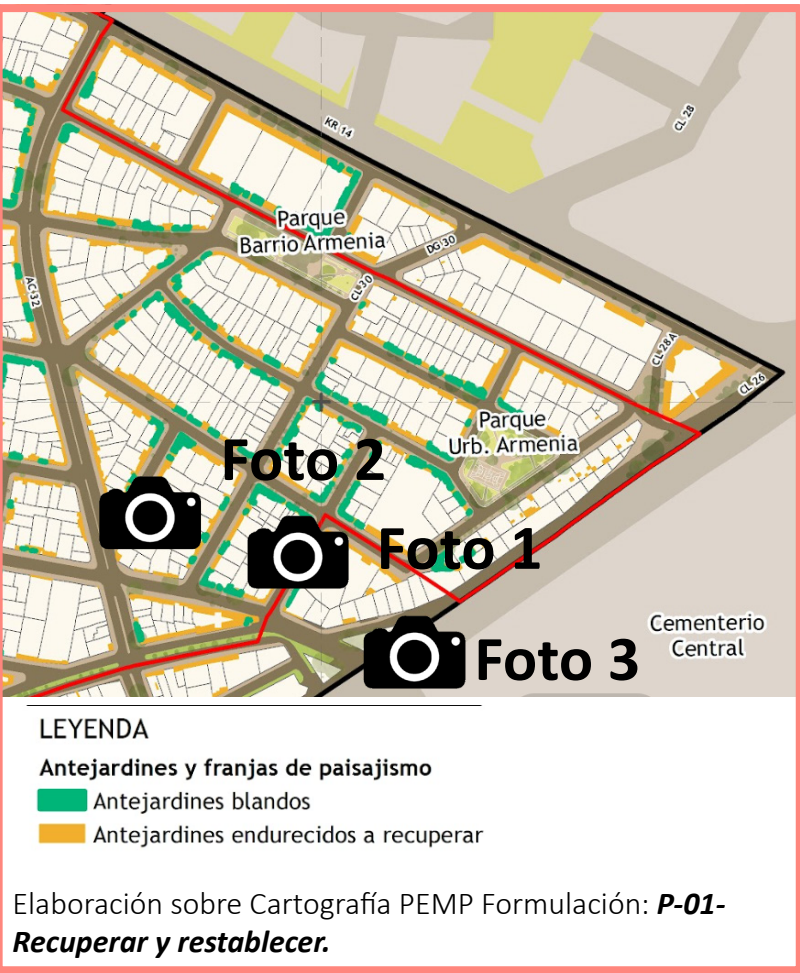 KR 14
CL 28
Parque
Barrio Armenia
DG 30
CL 30
AC 32
CL 28A
CL 26
Parque
Urb. Armenia
Foto 2
Foto 1
Foto 3
Cementerio
Central
LEYENDA
Antejardines y franjas de paisajismo
Antejardines blandos
Antejardines endurecidos a recuperar
Elaboración sobre Cartografía PEMP Formulación: P-01-
Recuperar y restablecer.